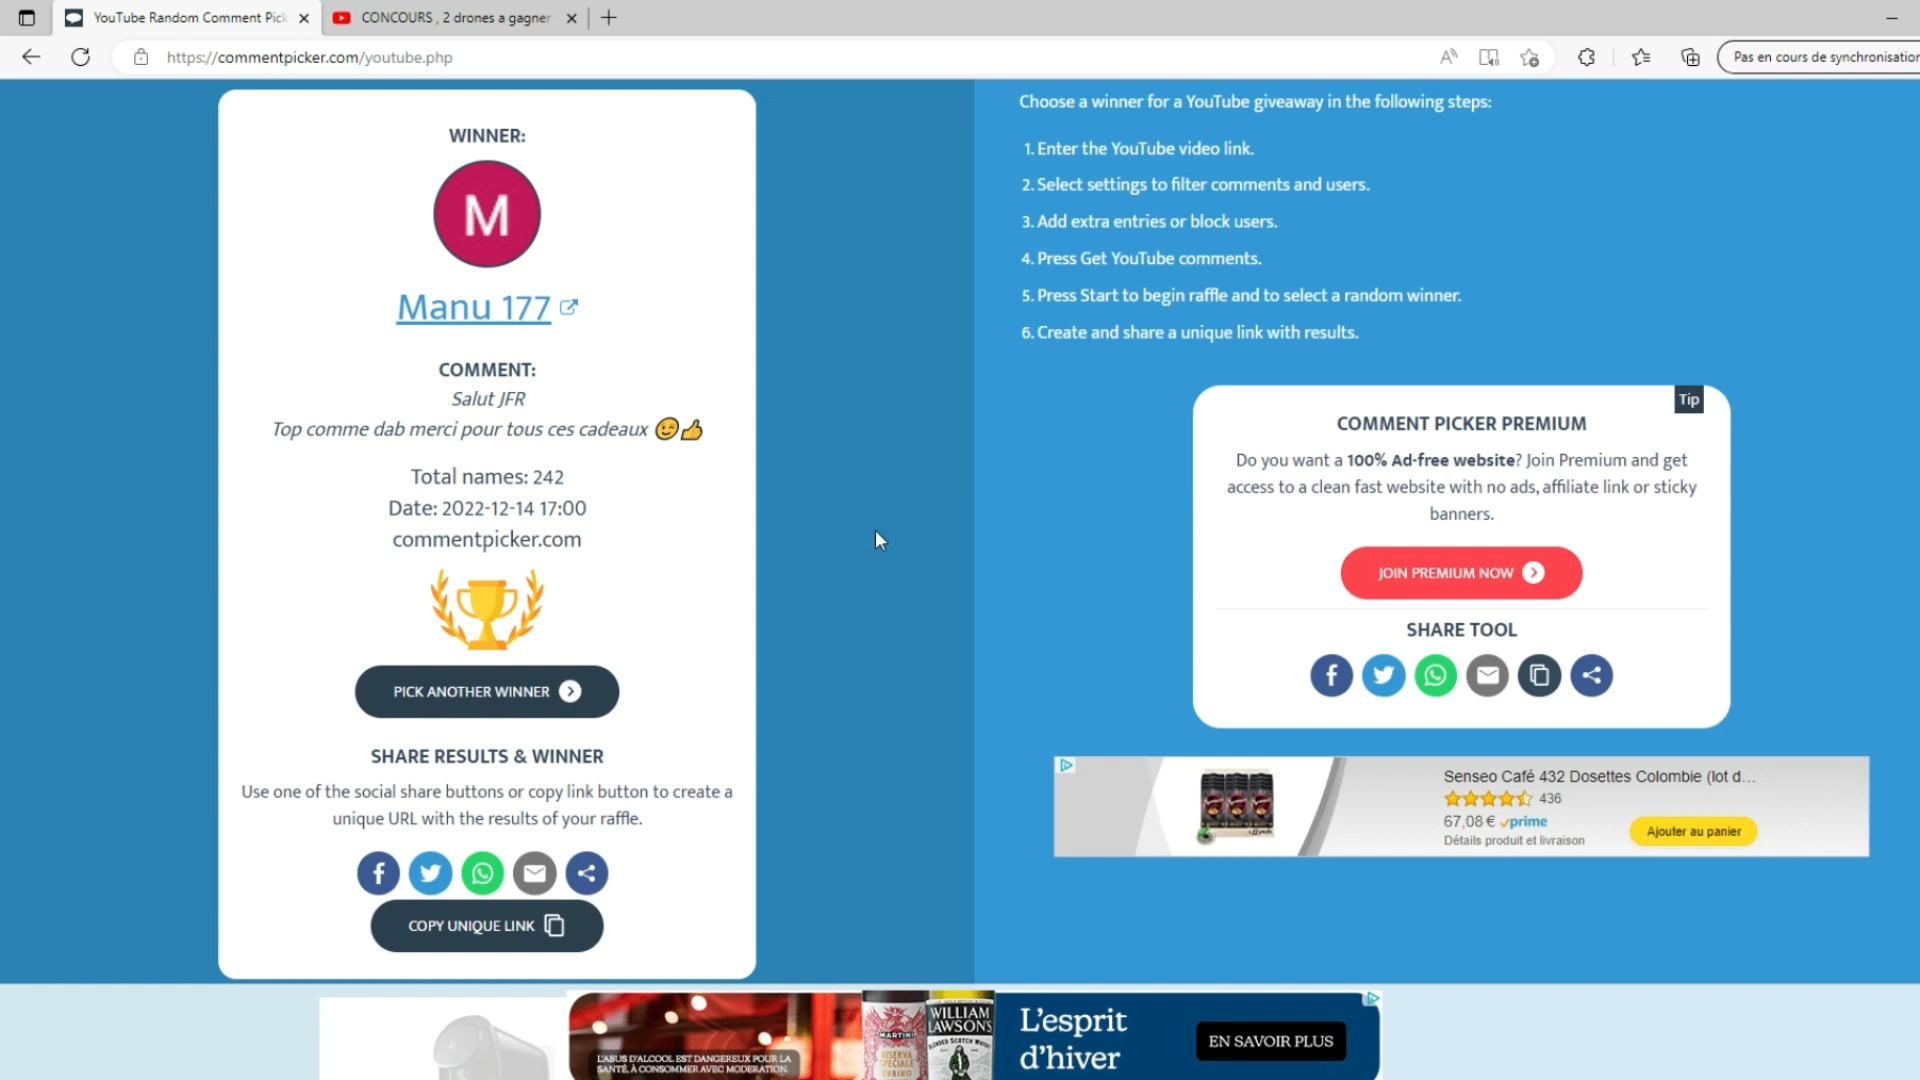 YouTube Random Comment Pick
CONCOURS , 2 drones a gagner
https://commentpicker.com/youtube.php
Pas en cours de synchronisation
WINNER:
M
Manu 177
COMMENT:
Salut JFR
Top comme dab merci pour tous ces cadeaux 😉👍
Total names: 242
Date: 2022-12-14 17:00
commentpicker.com
PICK ANOTHER WINNER
SHARE RESULTS & WINNER
Use one of the social share buttons or copy link button to create a
unique URL with the results of your raffle.
COPY UNIQUE LINK
Choose a winner for a YouTube giveaway in the following steps:
1. Enter the YouTube video link.
2. Select settings to filter comments and users.
3. Add extra entries or block users.
4. Press Get YouTube comments.
5. Press Start to begin raffle and to select a random winner.
6. Create and share a unique link with results.
Tip
COMMENT PICKER PREMIUM
Do you want a 100% Ad-free website? Join Premium and get
access to a clean fast website with no ads, affiliate link or sticky
banners.
JOIN PREMIUM NOW
SHARE TOOL
Senseo Café 432 Dosettes Colombie (lot d...
436
67,08 € prime
Détails produit et livraison
Ajouter au panier
L'ABUS D'ALCOOL EST DANGEREUX POUR LA
SANTÉ, À CONSOMMER AVEC MODERATION.
MARTINI
RISERVA
SPECIALE
RUBINO
WILLIAM
LAWSON'S
BLENDED SCOTCH WHISKY
L'esprit
d'hiver
EN SAVOIR PLUS